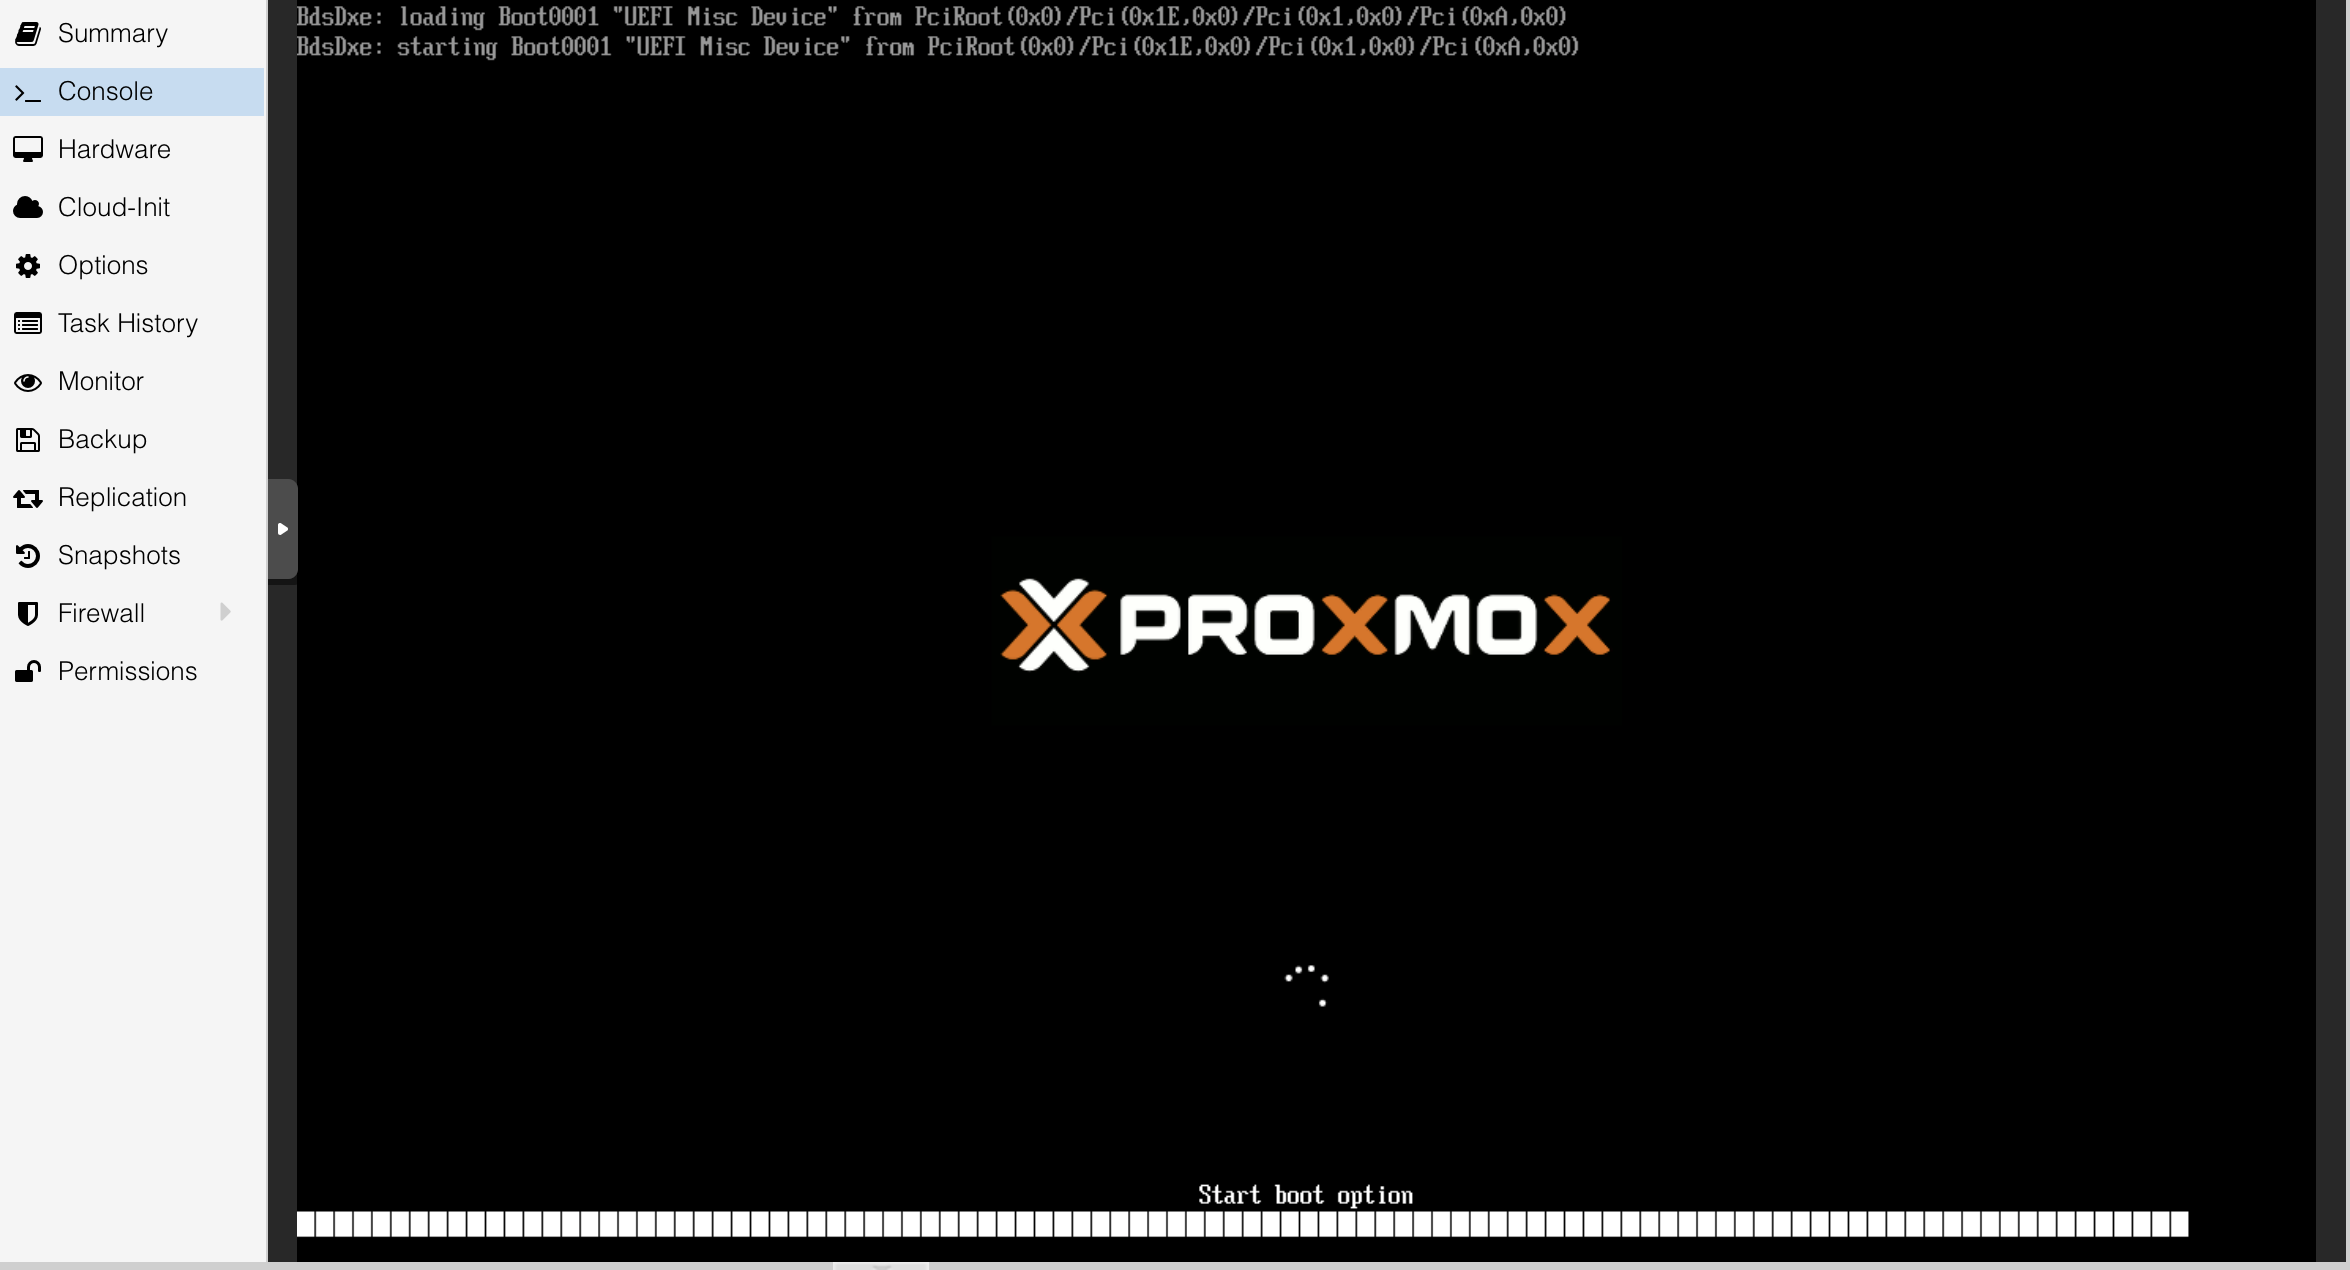 Summary
Console
Hardware
Cloud-Init
Options
Task History
Monitor
Backup
Replication
Snapshots
Firewall
Permissions
BdsDxe: loading Boot0001 "UEFI Misc Device" from PciRoot(0x0)/Pci(0x1E,0x0)/Pci(0x1,0x0)/Pci(0xA,0x0)
BdsDxe: starting Boot0001 "UEFI Misc Device" from PciRoot(0x0)/Pci(0x1E,0x0)/Pci(0x1,0x0)/Pci(0xA,0x0)
PROXMOX
Start boot option